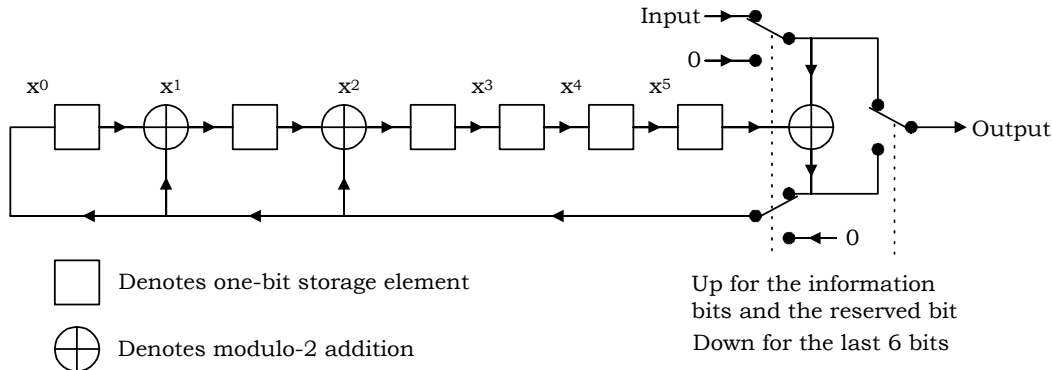 Input
0
x⁰ x¹ x² x³ x⁴ x⁵
Output
0
Denotes one-bit storage element
Denotes modulo-2 addition
Up for the information
bits and the reserved bit
Down for the last 6 bits